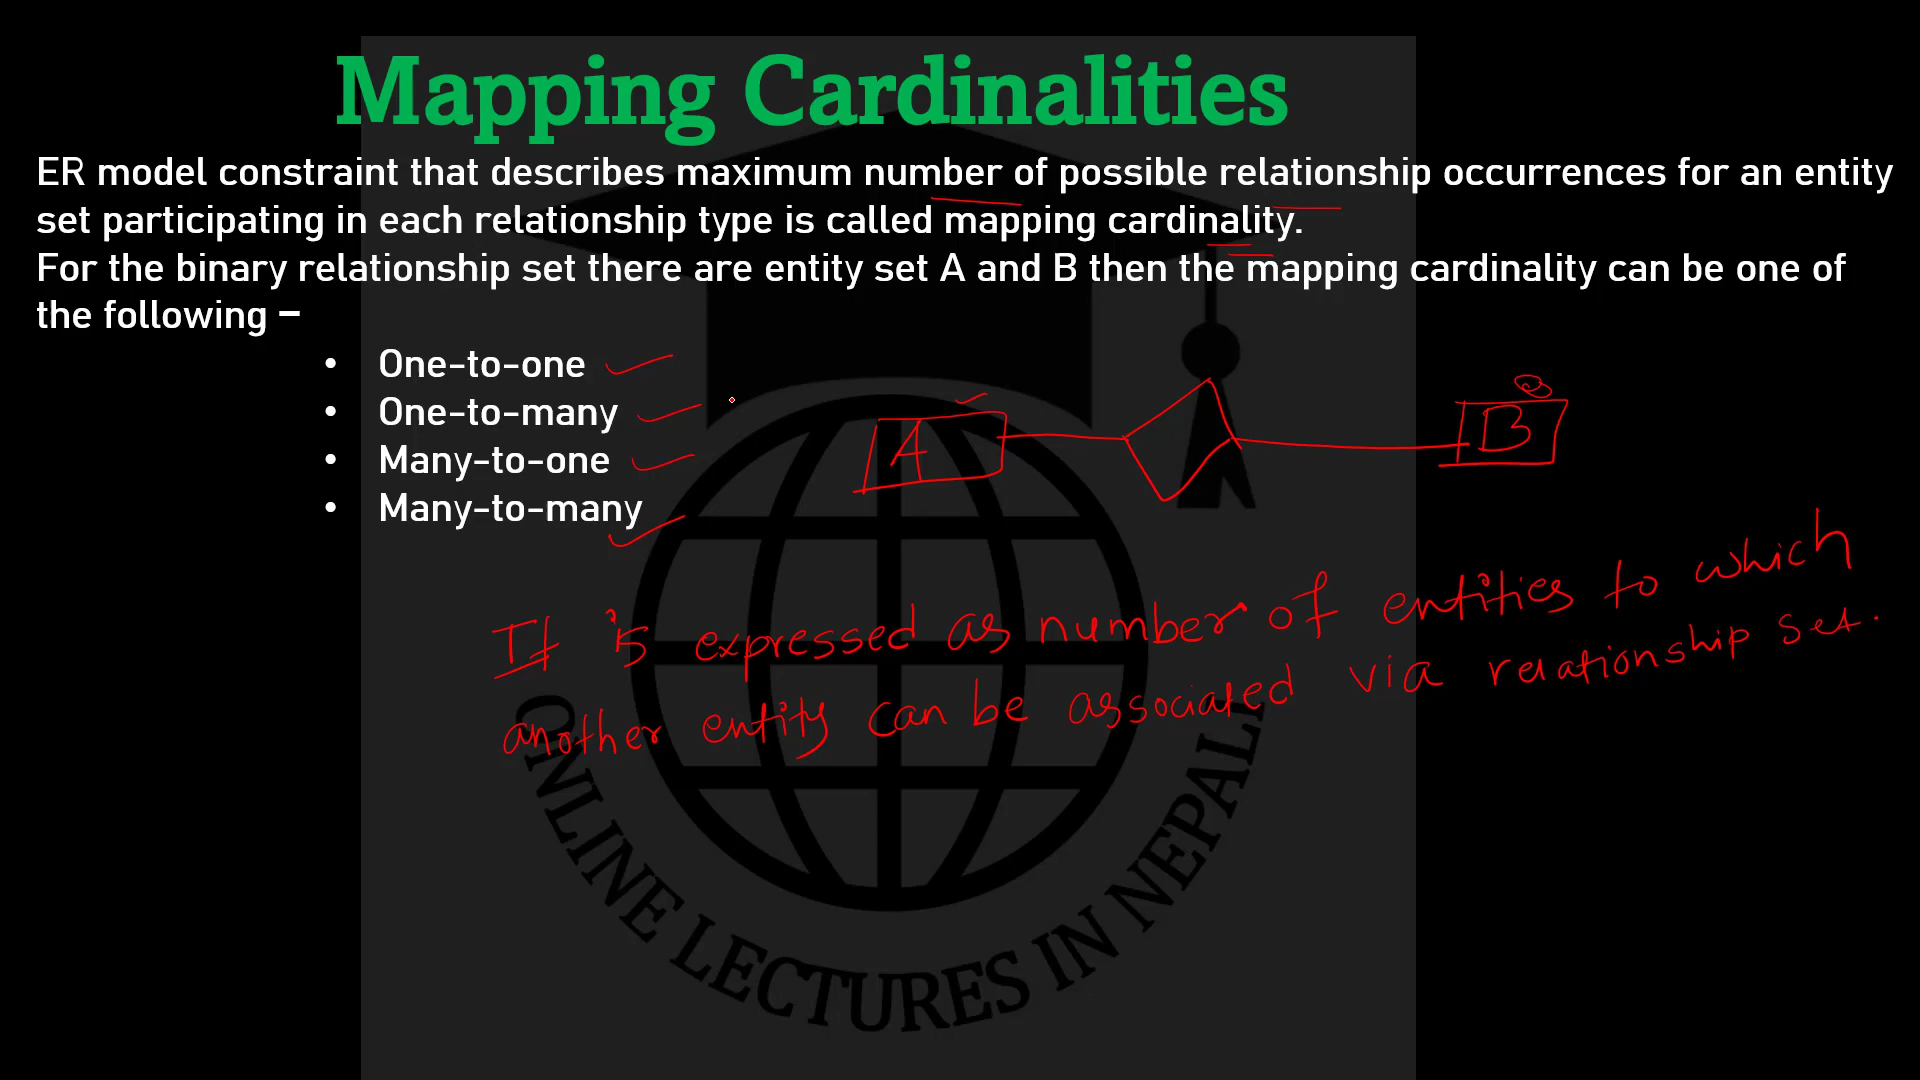 Mapping Cardinalities
ER model constraint that describes maximum number of possible relationship occurrences for an entity
set participating in each relationship type is called mapping cardinality.
For the binary relationship set there are entity set A and B then the mapping cardinality can be one of
the following –
• One-to-one
• One-to-many
• Many-to-one
• Many-to-many
A
B
It is expressed as number of entities to which
another entity can be associated via relationship set.
ONLINE LECTURES IN NEPALI